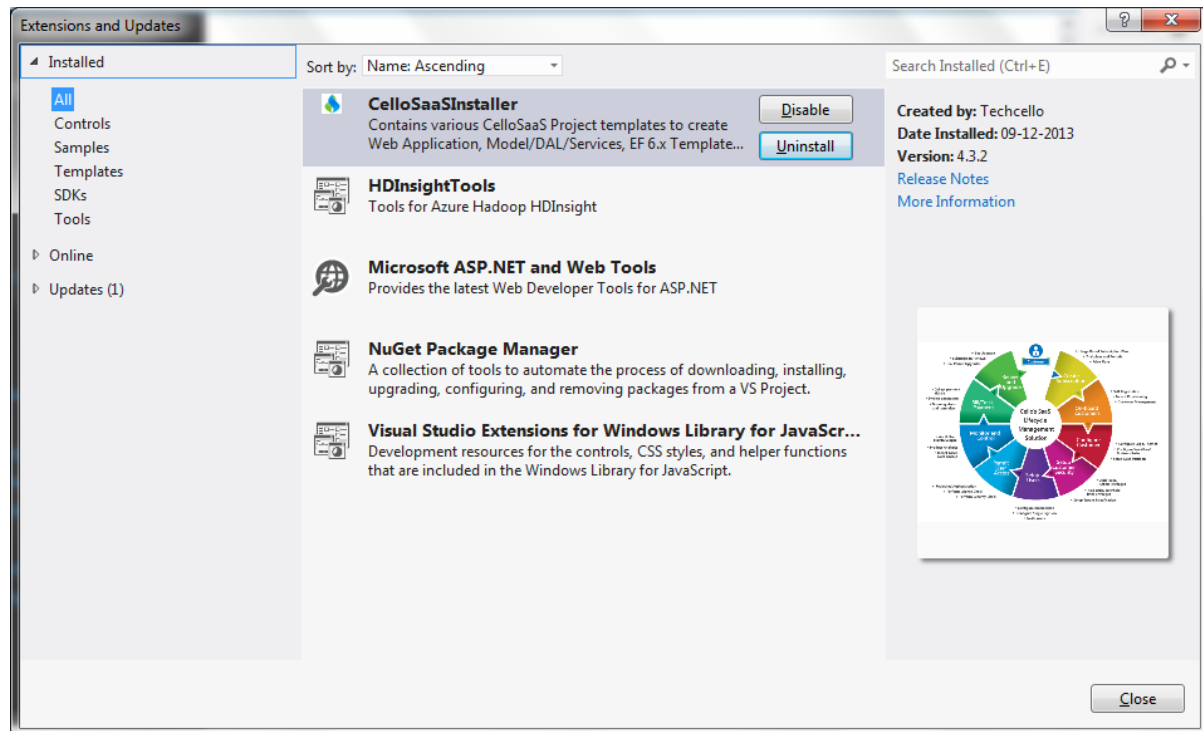 Extensions and Updates
Installed
All
Controls
Samples
Templates
SDKs
Tools
Online
Updates (1)
Sort by: Name: Ascending
CelloSaaSInstaller
Contains various CelloSaaS Project templates to create
Web Application, Model/DAL/Services, EF 6.x Template...
Disable
Uninstall
HDInsightTools
Tools for Azure Hadoop HDInsight
Microsoft ASP.NET and Web Tools
Provides the latest Web Developer Tools for ASP.NET
NuGet Package Manager
A collection of tools to automate the process of downloading, installing,
upgrading, configuring, and removing packages from a VS Project.
Visual Studio Extensions for Windows Library for JavaScr...
Development resources for the controls, CSS styles, and helper functions
that are included in the Windows Library for JavaScript.
Search Installed (Ctrl+E)
Created by: Techcello
Date Installed: 09-12-2013
Version: 4.3.2
Release Notes
More Information
Cello SaaS
Lifecycle
Management
Solution
Close